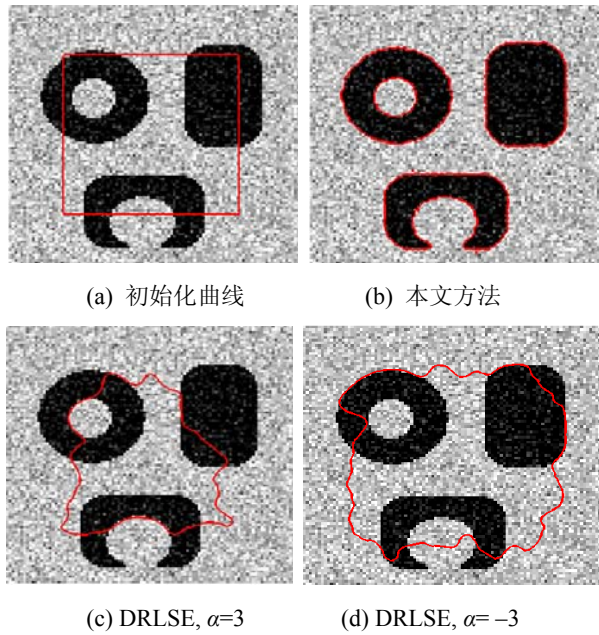 (a) 初始化曲线
(b) 本文方法
(c) DRLSE, α=3
(d) DRLSE, α= –3